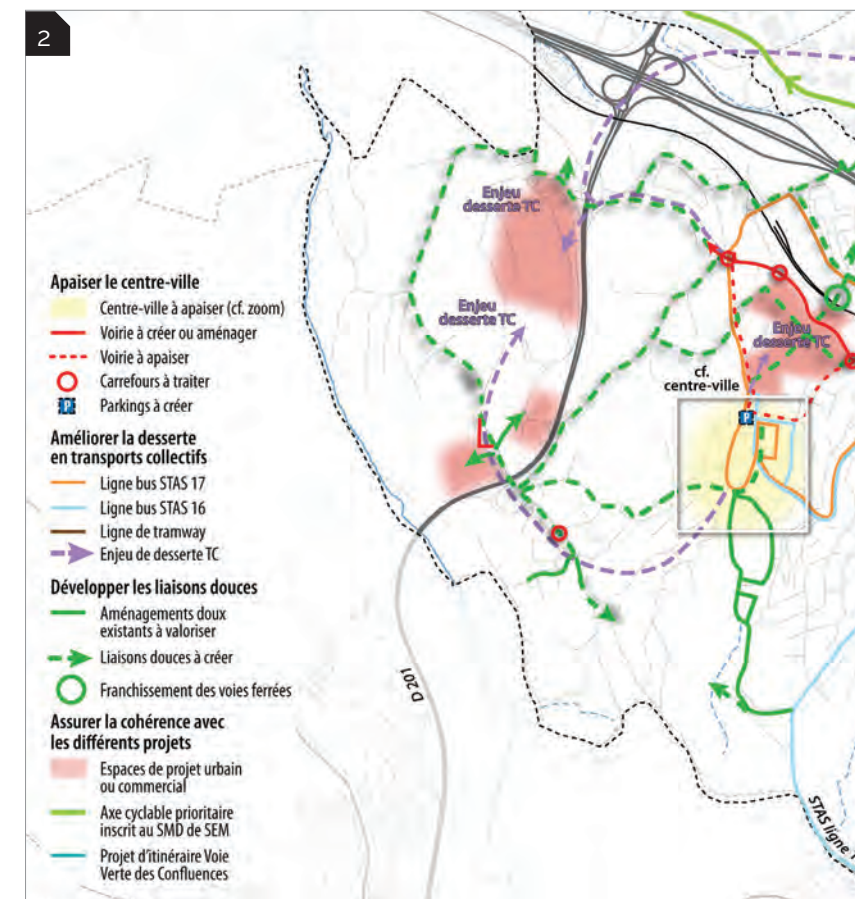 2
Enjeu
desserte TC
Enjeu
desserte TC
Enjeu
desserte TC
cf.
centre-ville
P
D 201
STAS ligne
Apaiser le centre-ville
Centre-ville à apaiser (cf. zoom)
Voirie à créer ou aménager
Voirie à apaiser
Carrefours à traiter
P
Parkings à créer
Améliorer la desserte
en transports collectifs
Ligne bus STAS 17
Ligne bus STAS 16
Ligne de tramway
Enjeu de desserte TC
Développer les liaisons douces
Aménagements doux
existants à valoriser
Liaisons douces à créer
Franchissement des voies ferrées
Assurer la cohérence avec
les différents projets
Espaces de projet urbain
ou commercial
Axe cyclable prioritaire
inscrit au SMD de SEM
Projet d'itinéraire Voie
Verte des Confluences